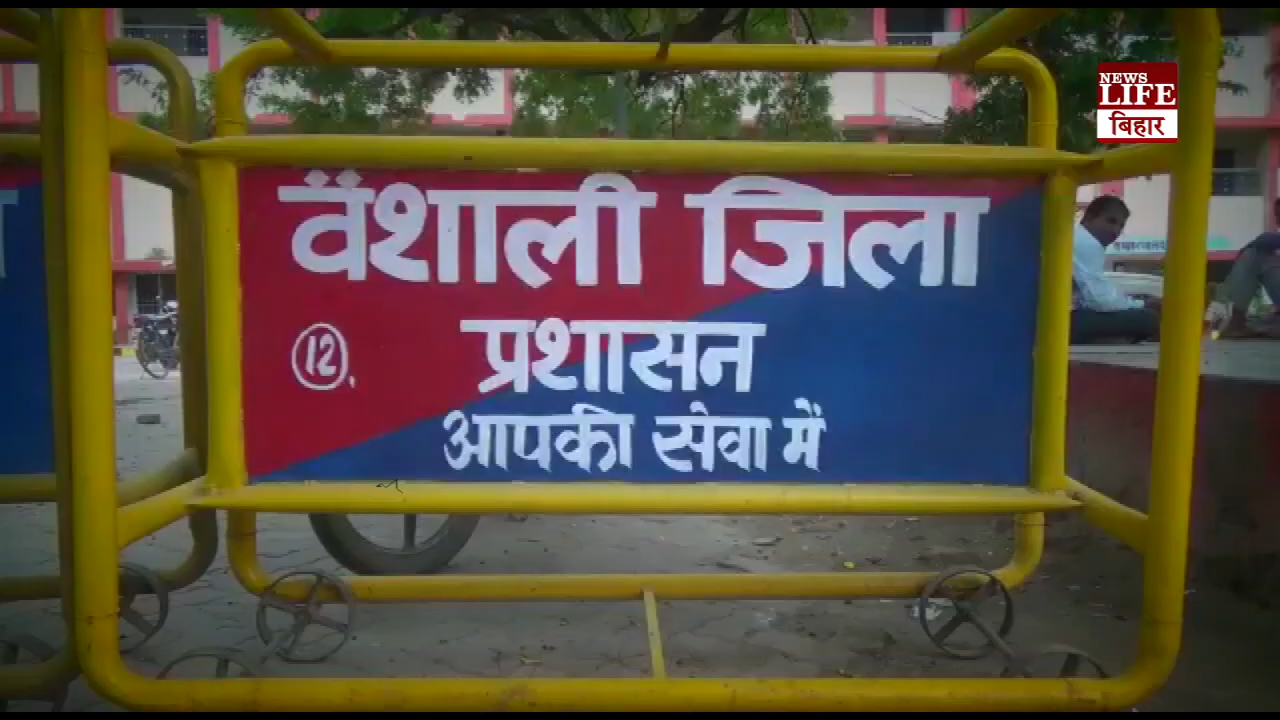 NEWS
LIFE
बिहार
वैशाली जिला
12.
प्रशासन
आपकी सेवा में